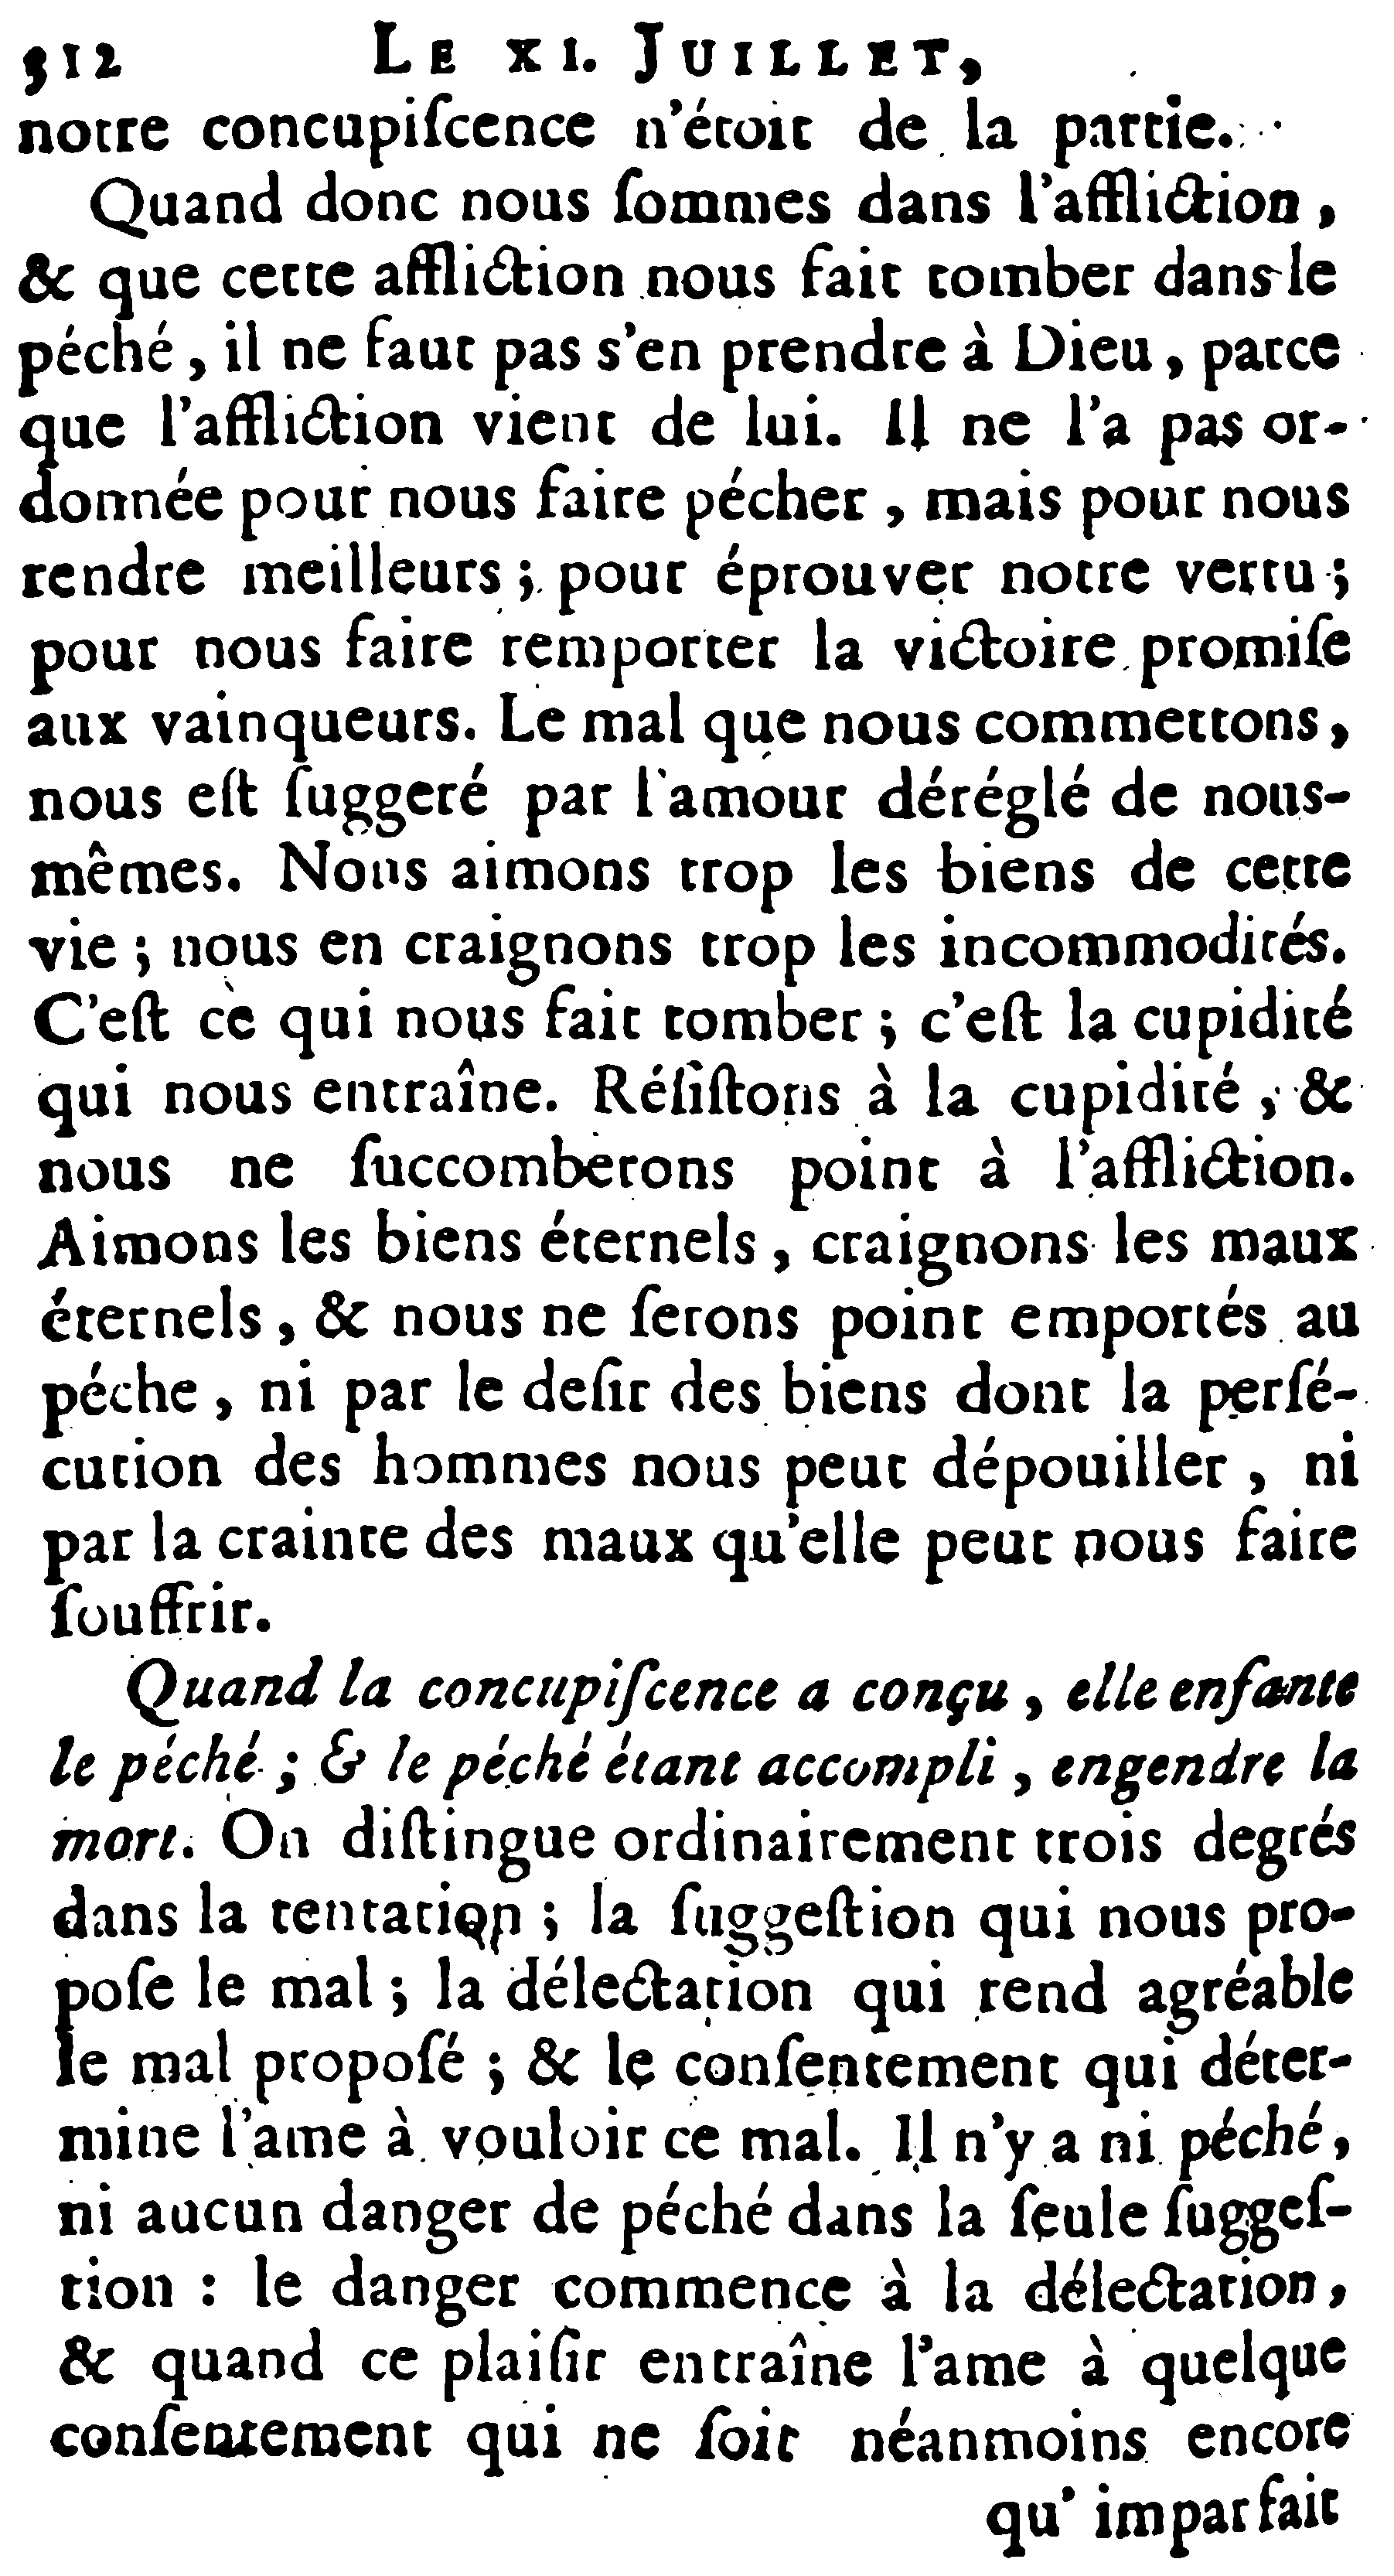 512 LE XI. JUILLET,
notre concupiſcence n'étoit de la partie.
Quand donc nous ſommes dans l'affliction,
& que cette affliction nous fait tomber dans le
péché, il ne faut pas s'en prendre à Dieu, parce
que l'affliction vient de lui. Il ne l'a pas or-
donnée pour nous faire pécher, mais pour nous
rendre meilleurs ; pour éprouver notre vertu ;
pour nous faire remporter la victoire promiſe
aux vainqueurs. Le mal que nous commettons,
nous eſt ſuggeré par l'amour déréglé de nous-
mêmes. Nous aimons trop les biens de cette
vie ; nous en craignons trop les incommodités.
C'eſt ce qui nous fait tomber ; c'eſt la cupidité
qui nous entraîne. Réſiſtons à la cupidité, &
nous ne ſuccomberons point à l'affliction.
Aimons les biens éternels, craignons les maux
éternels, & nous ne ſerons point emportés au
péche, ni par le deſir des biens dont la perſé-
cution des hommes nous peut dépouiller, ni
par la crainte des maux qu'elle peut nous faire
ſouffrir.
Quand la concupiſcence a conçu, elle enfante
le péché ; & le péché étant accompli, engendre la
mort. On diſtingue ordinairement trois degrés
dans la tentation ; la ſuggeſtion qui nous pro-
poſe le mal ; la délectation qui rend agréable
le mal propoſé ; & le conſentement qui déter-
mine l'ame à vouloir ce mal. Il n'y a ni péché,
ni aucun danger de péché dans la ſeule ſuggeſ-
tion : le danger commence à la délectation,
& quand ce plaiſir entraîne l'ame à quelque
conſentement qui ne ſoit néanmoins encore
qu'imparfait